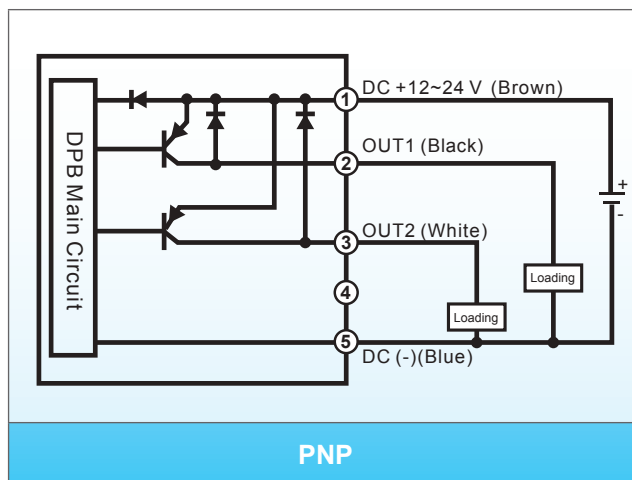 DPB Main Circuit
1
DC +12~24 V (Brown)
2
OUT1 (Black)
3
OUT2 (White)
4
5
DC (-)(Blue)
Loading
Loading
+
-
PNP